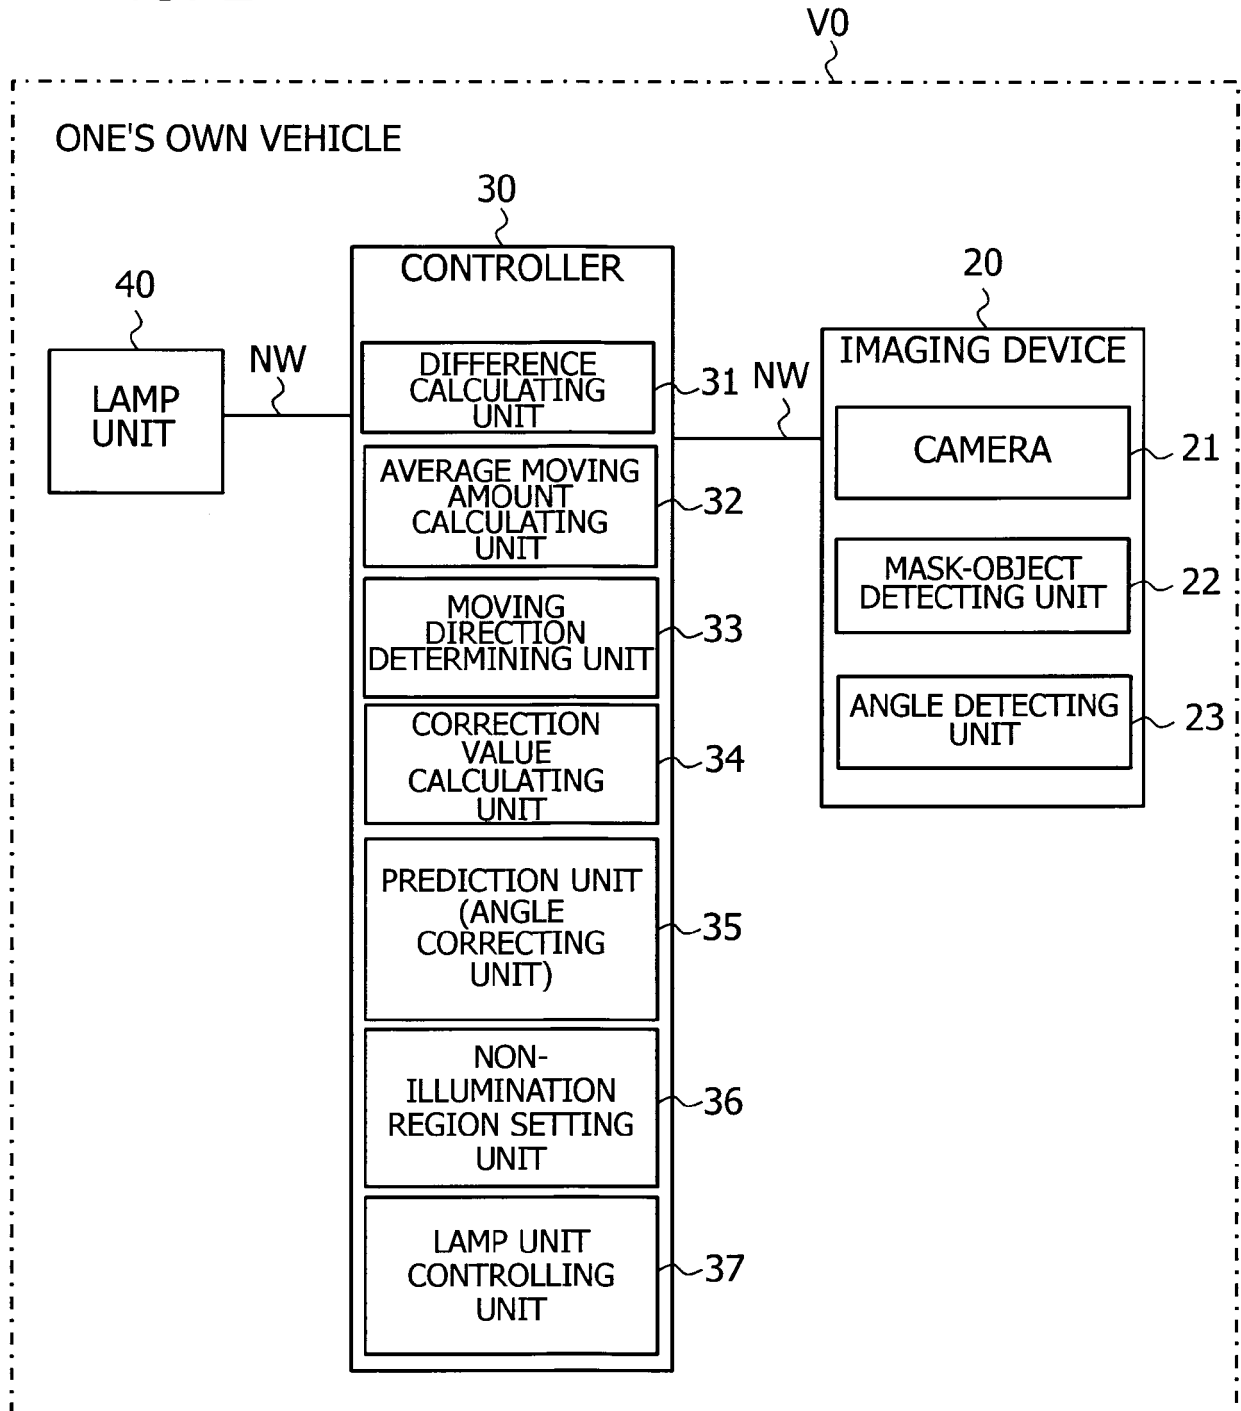 V0
ONE'S OWN VEHICLE
30
CONTROLLER
20
40
IMAGING DEVICE
LAMP
UNIT
NW
NW
DIFFERENCE
CALCULATING
UNIT
31
CAMERA
21
AVERAGE MOVING
AMOUNT
CALCULATING
UNIT
32
MASK-OBJECT
DETECTING UNIT
22
MOVING
DIRECTION
DETERMINING UNIT
33
ANGLE DETECTING
UNIT
23
CORRECTION
VALUE
CALCULATING
UNIT
34
PREDICTION UNIT
(ANGLE
CORRECTING
UNIT)
35
NON-
ILLUMINATION
REGION SETTING
UNIT
36
LAMP UNIT
CONTROLLING
UNIT
37